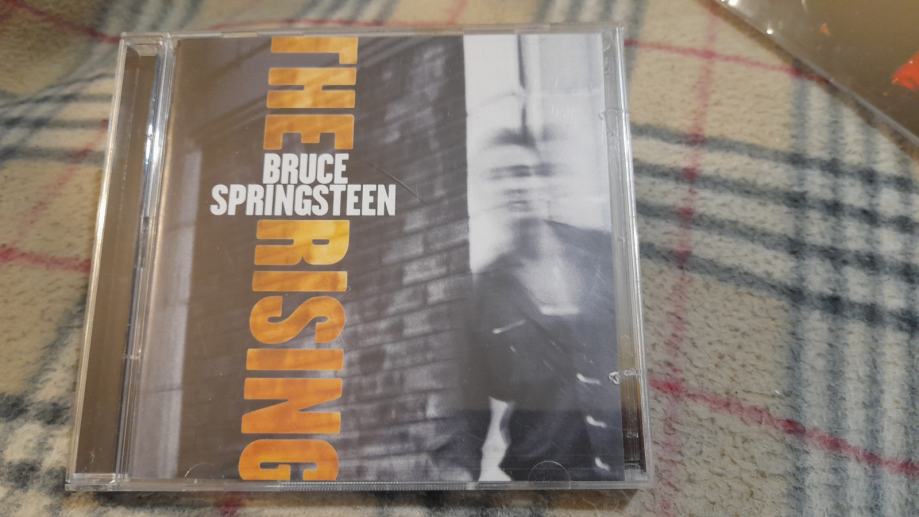 THE
BRUCE
SPRINGSTEEN
RISING